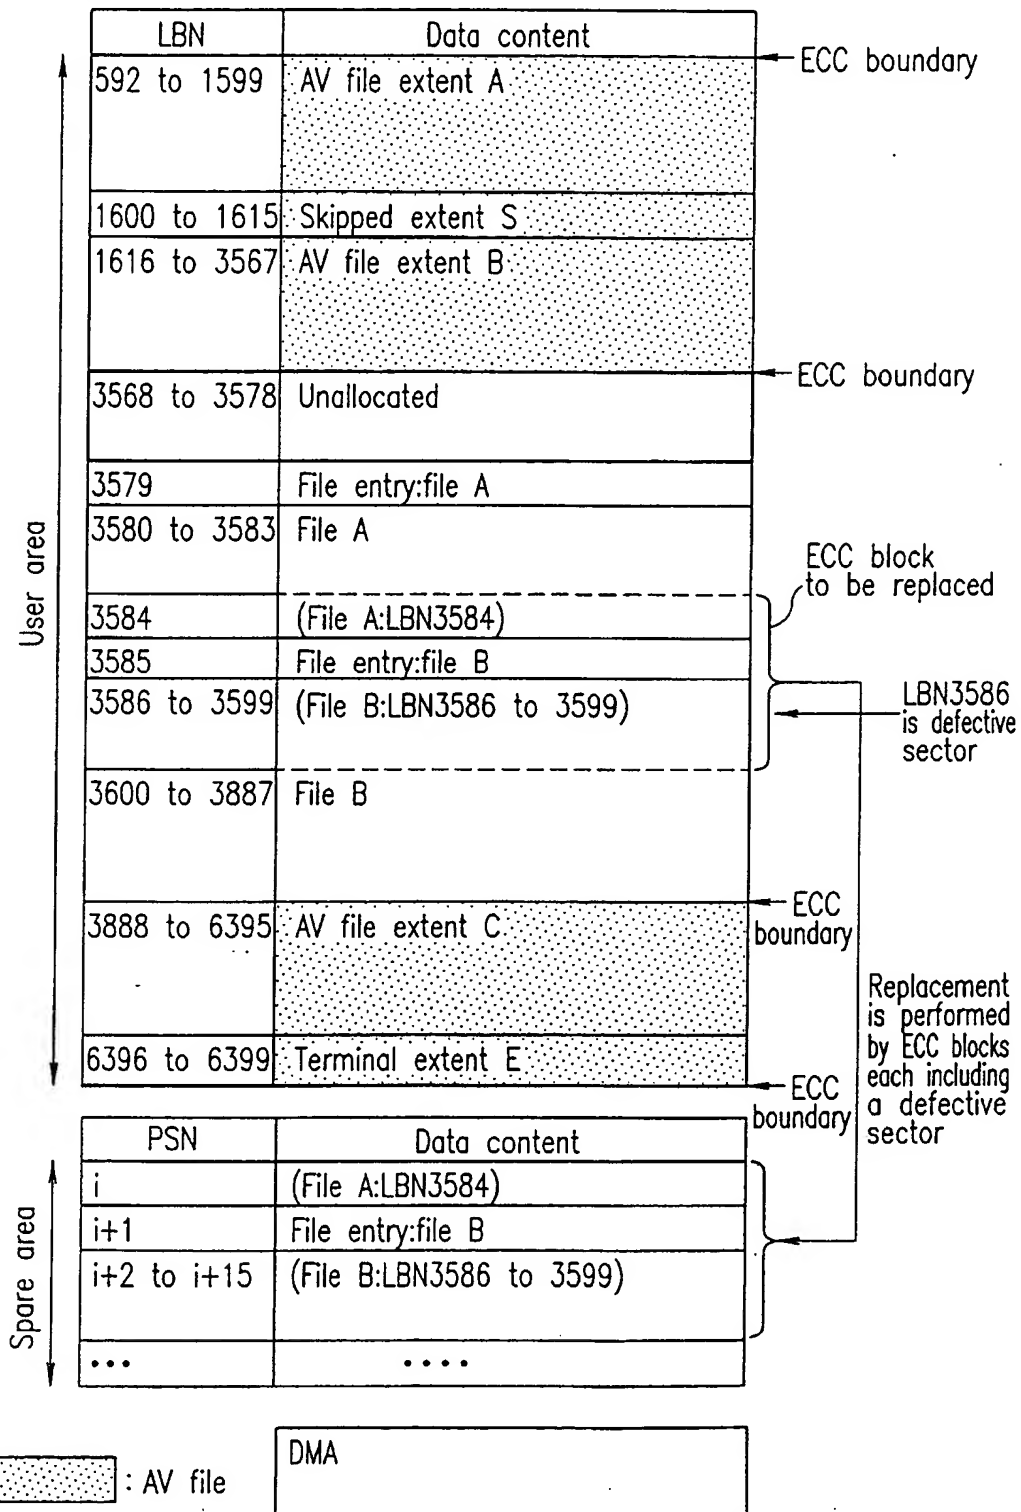 LBN Data content
ECC boundary
592 to 1599 AV file extent A
1600 to 1615 Skipped extent S
1616 to 3567 AV file extent B
ECC boundary
3568 to 3578 Unallocated
3579 File entry:file A
3580 to 3583 File A
ECC block
to be replaced
3584 (File A:LBN3584)
3585 File entry:file B
3586 to 3599 (File B:LBN3586 to 3599)
LBN3586
is defective
sector
3600 to 3887 File B
ECC
boundary
3888 to 6395 AV file extent C
6396 to 6399 Terminal extent E
ECC
boundary
Replacement
is performed
by ECC blocks
each including
a defective
sector
User area
PSN Data content
i (File A:LBN3584)
i+1 File entry:file B
i+2 to i+15 (File B:LBN3586 to 3599)
••• ••••
Spare area
DMA
: AV file